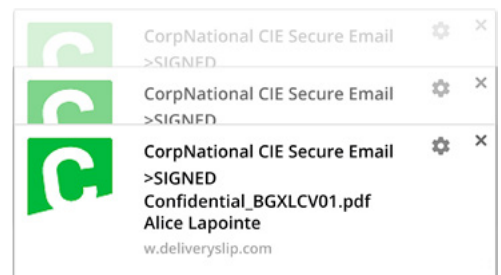 CorpNational CIE Secure Email
>SIGNED
CorpNational CIE Secure Email
>SIGNED
CorpNational CIE Secure Email
>SIGNED
Confidential_BGXLCV01.pdf
Alice Lapointe
w.deliveryslip.com